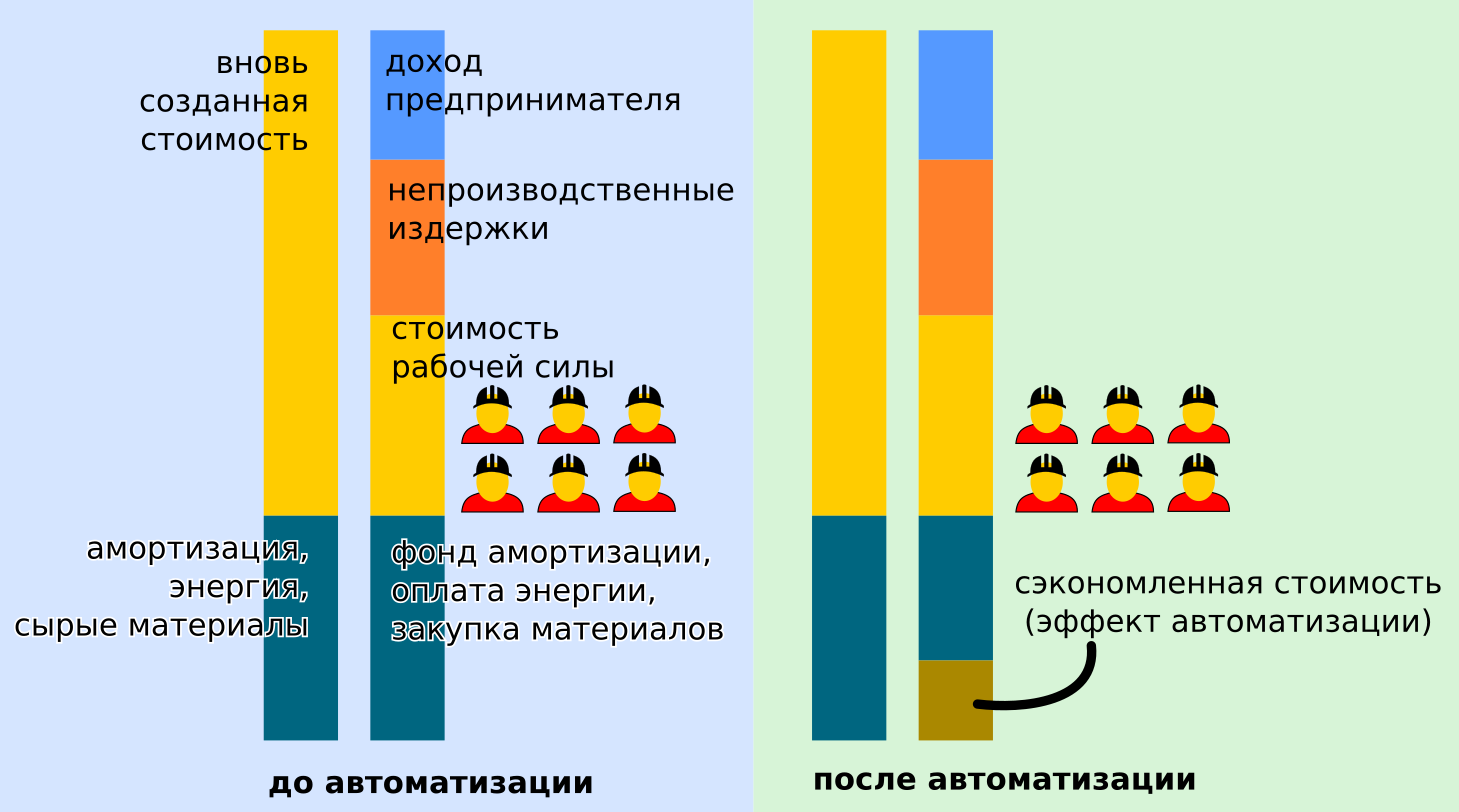 вновь
созданная
стоимость
доход
предпринимателя
непроизводственные
издержки
стоимость
рабочей силы
амортизация,
энергия,
сырые материалы
фонд амортизации,
оплата энергии,
закупка материалов
до автоматизации
сэкономленная стоимость
(эффект автоматизации)
после автоматизации